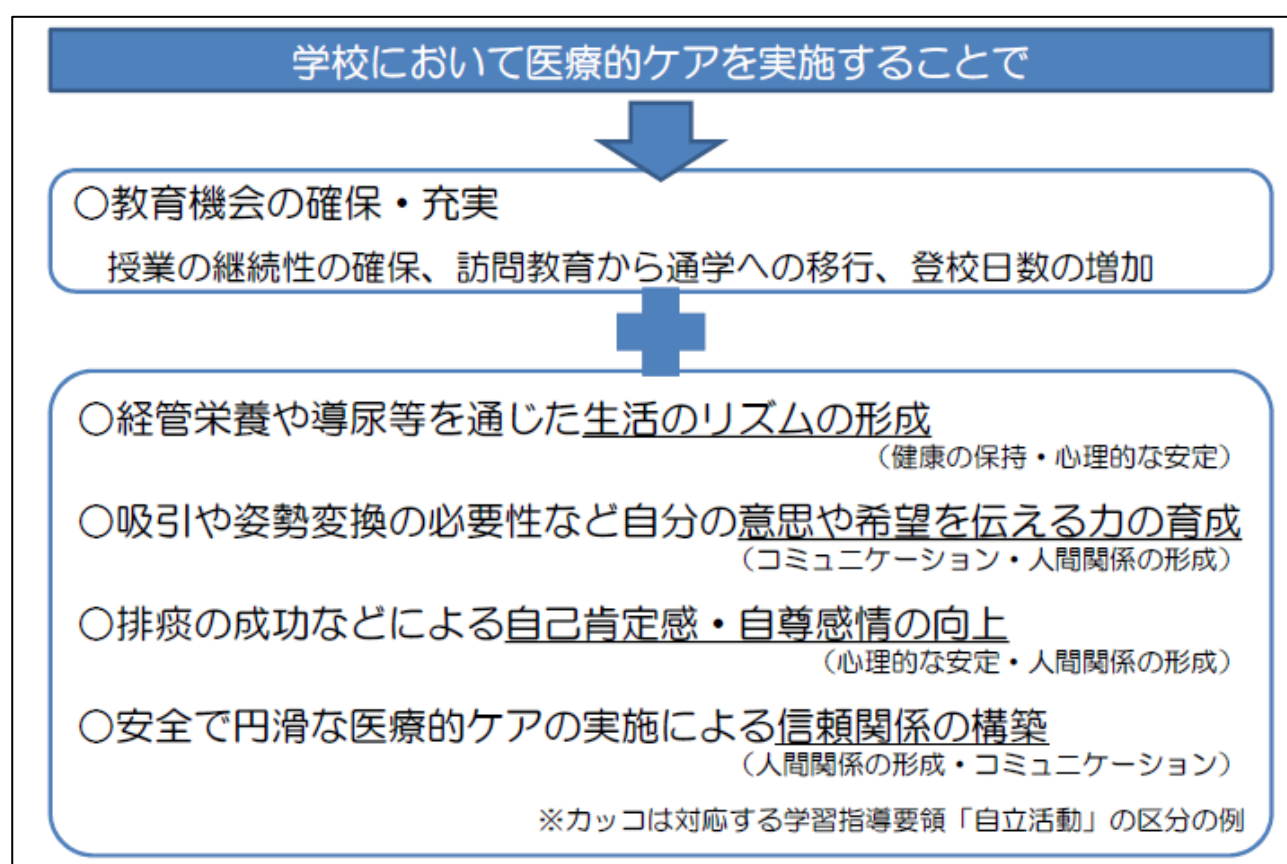 学校において医療的ケアを実施することで
○教育機会の確保・充実
授業の継続性の確保、訪問教育から通学への移行、登校日数の増加
○経管栄養や導尿等を通じた生活のリズムの形成
（健康の保持・心理的な安定）
○吸引や姿勢変換の必要性など自分の意思や希望を伝える力の育成
（コミュニケーション・人間関係の形成）
○排痰の成功などによる自己肯定感・自尊感情の向上
（心理的な安定・人間関係の形成）
○安全で円滑な医療的ケアの実施による信頼関係の構築
（人間関係の形成・コミュニケーション）
※カッコは対応する学習指導要領「自立活動」の区分の例